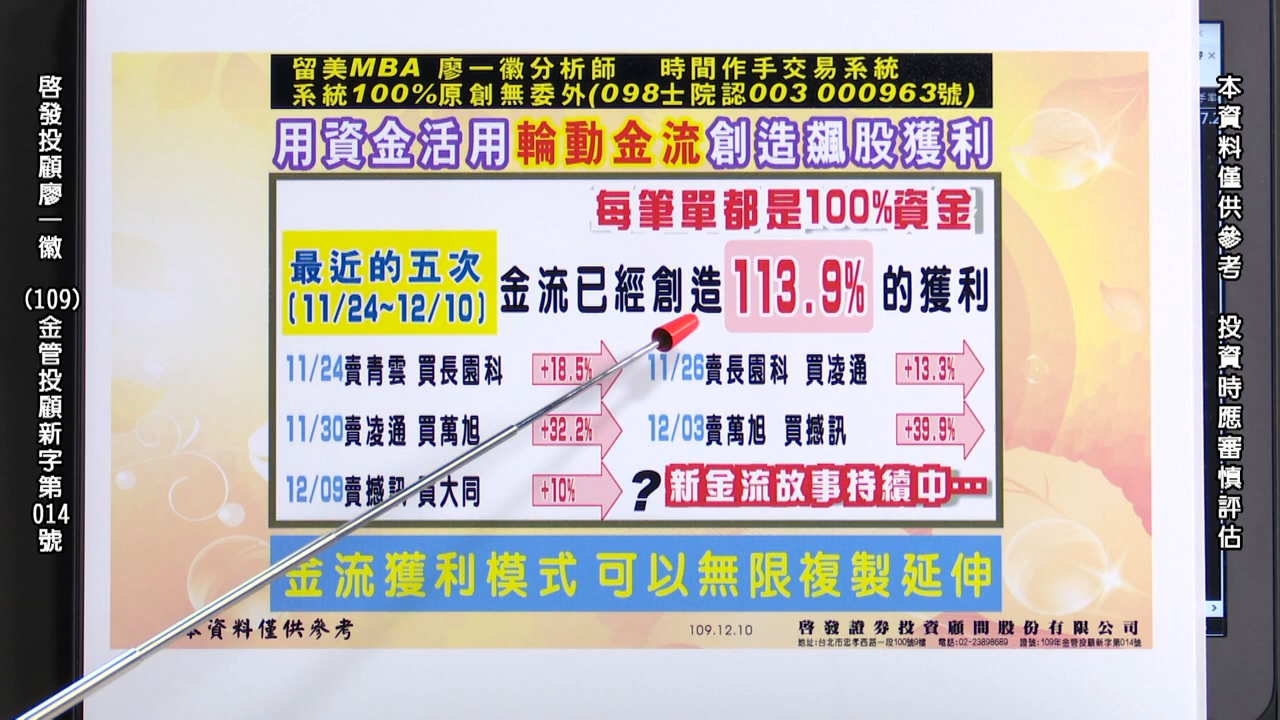 啓發投顧廖一徽 (109)金管投顧新字第014號
留美MBA 廖一徽分析師 時間作手交易系統
系統100%原創無委外(098士院認003 000963號)
用資金活用輪動金流創造飆股獲利
每筆單都是100%資金
最近的五次
(11/24~12/10)
金流已經創造113.9%的獲利
11/24賣青雲 買長園科 +18.5%
11/26賣長園科 買凌通 +13.3%
11/30賣凌通 買萬旭 +32.2%
12/03賣萬旭 買撼訊 +39.9%
12/09賣撼訊 買大同 +10%
?新金流故事持續中…
金流獲利模式 可以無限複製延伸
本資料僅供參考
109.12.10
啓發證券投資顧問股份有限公司
地址:台北市忠孝西路一段100號9樓 電話:02-23898689 證號:109年金管投顧新字第014號
本資料僅供參考 投資時應審慎評估